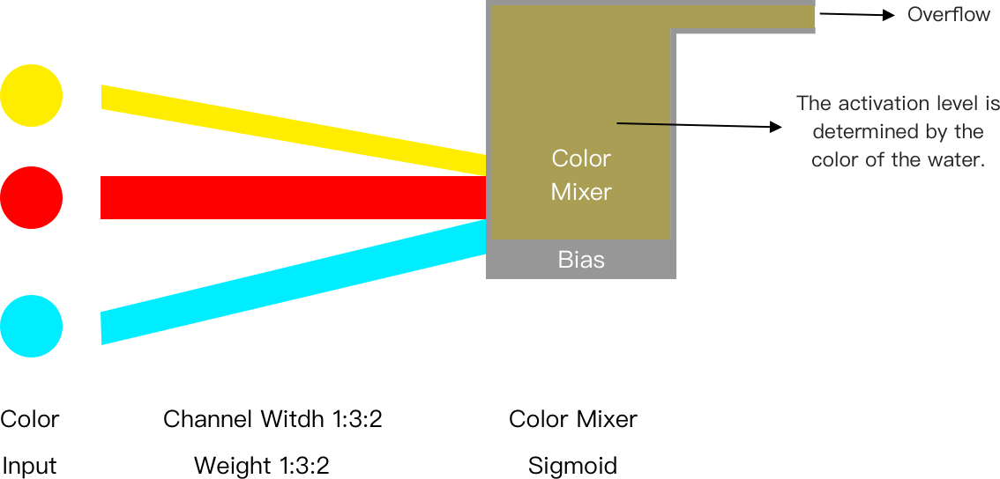 Overflow
The activation level is
determined by the
color of the water.
Color
Mixer
Bias
Color
Channel Witdh 1:3:2
Color Mixer
Input
Weight 1:3:2
Sigmoid